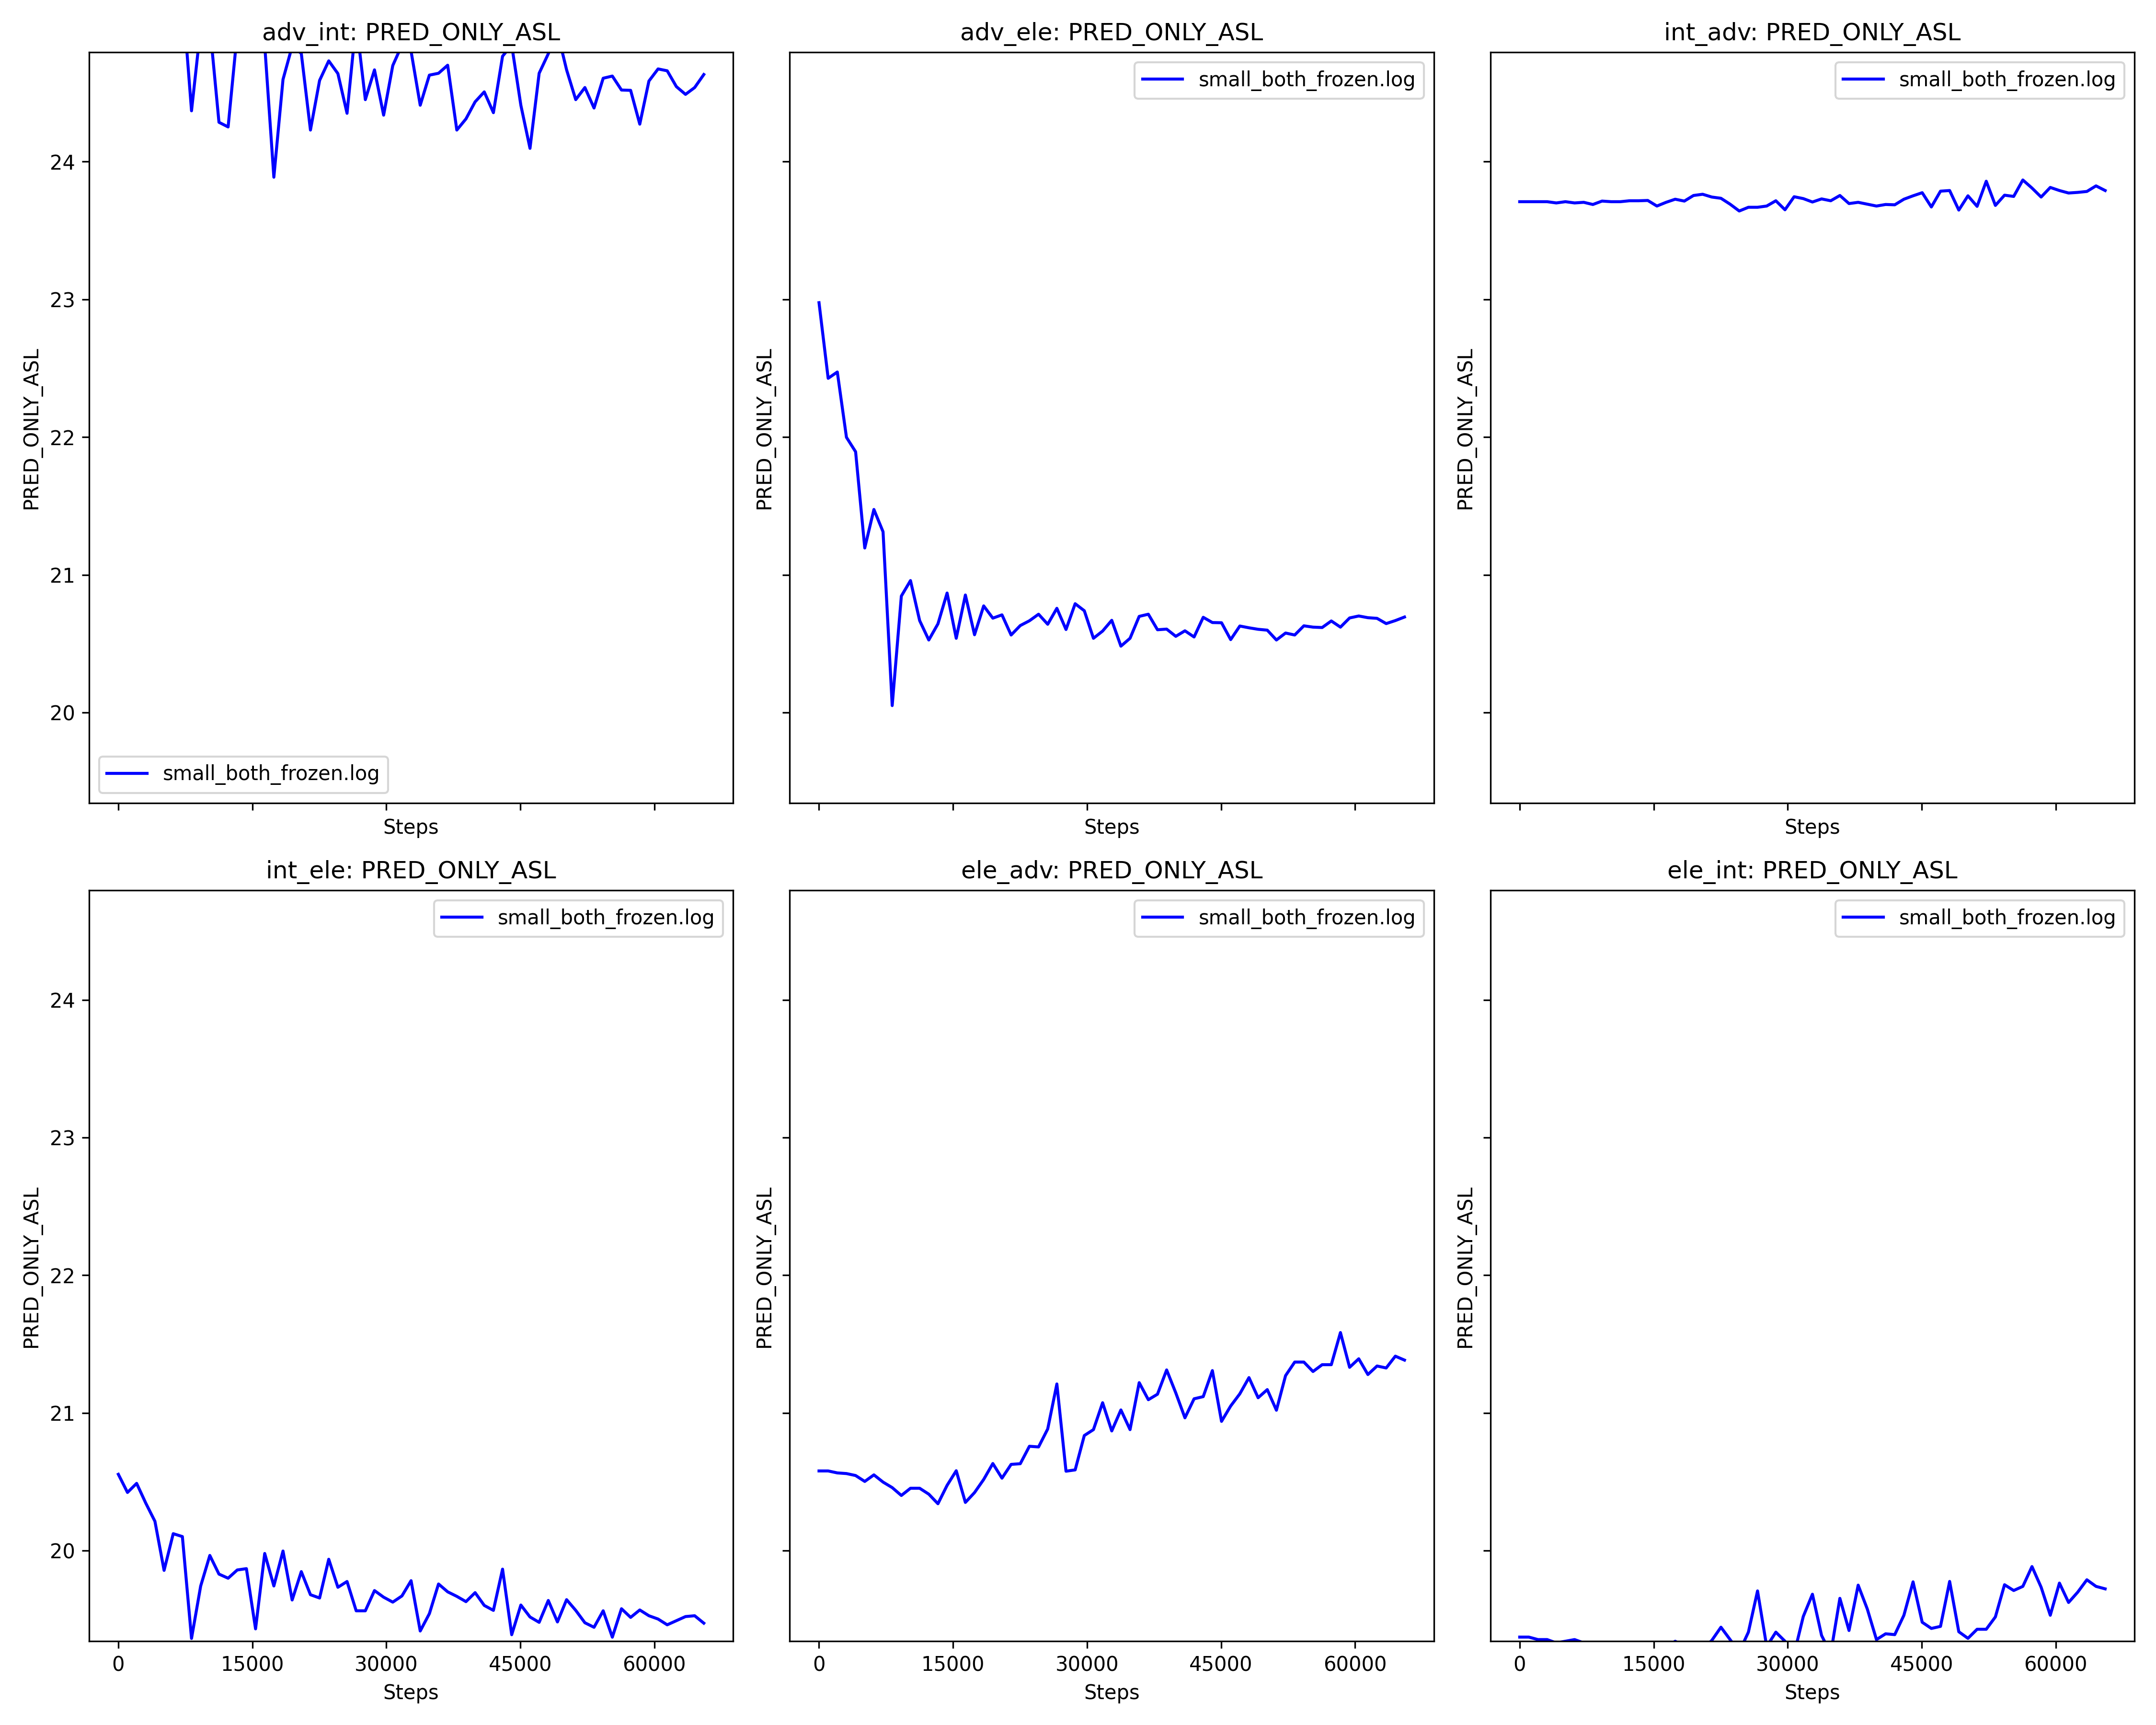 adv_int: PRED_ONLY_ASL
adv_ele: PRED_ONLY_ASL
int_adv: PRED_ONLY_ASL
small_both_frozen.log
small_both_frozen.log
24
23
22
21
20
PRED_ONLY_ASL
PRED_ONLY_ASL
PRED_ONLY_ASL
small_both_frozen.log
Steps
Steps
Steps
int_ele: PRED_ONLY_ASL
ele_adv: PRED_ONLY_ASL
ele_int: PRED_ONLY_ASL
small_both_frozen.log
small_both_frozen.log
small_both_frozen.log
24
23
22
21
20
PRED_ONLY_ASL
PRED_ONLY_ASL
PRED_ONLY_ASL
0 15000 30000 45000 60000
0 15000 30000 45000 60000
0 15000 30000 45000 60000
Steps
Steps
Steps